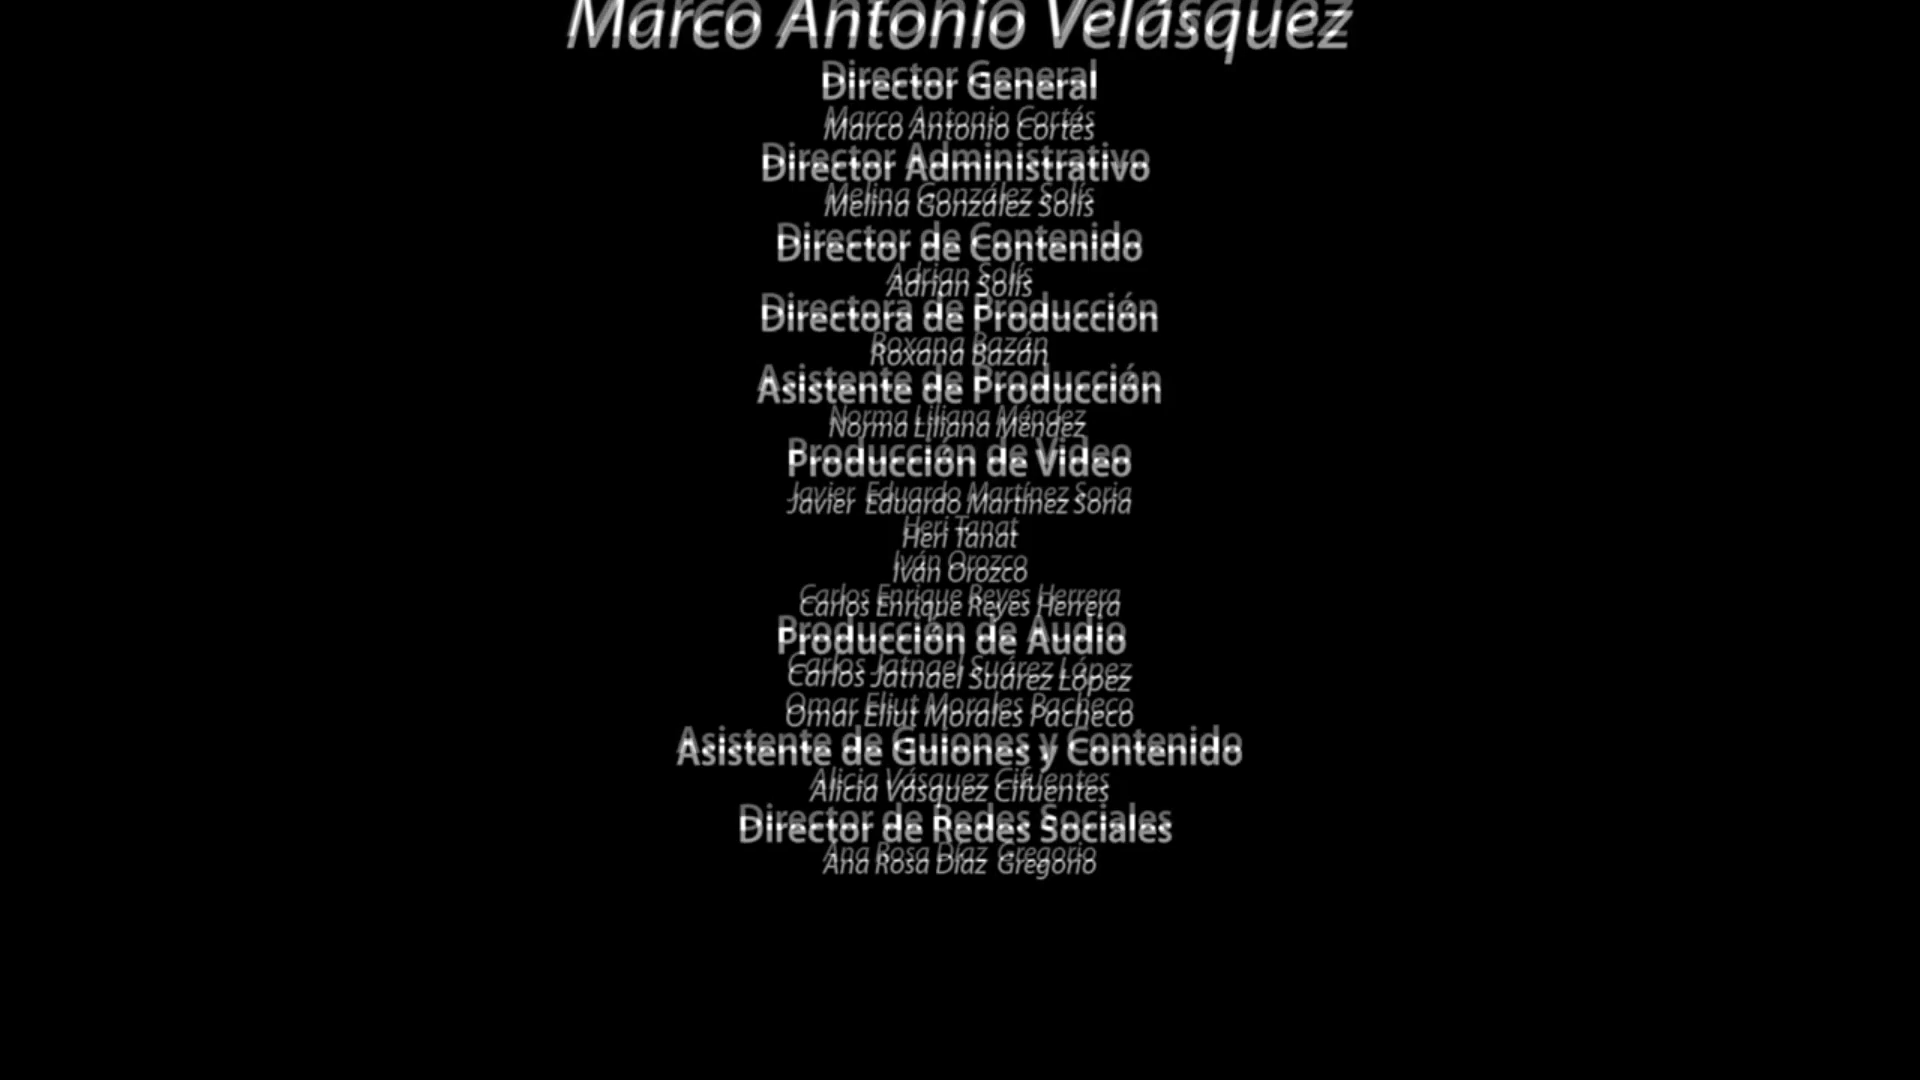 Marco Antonio Velásquez
Director General
Marco Antonio Cortés
Director Administrativo
Melina González Solís
Director de Contenido
Adrian Solís
Directora de Producción
Roxana Bazán
Asistente de Producción
Norma Liliana Méndez
Producción de Video
Javier Eduardo Martínez Soria
Heri Tanat
Iván Orozco
Carlos Enrique Reyes Herrera
Producción de Audio
Carlos Jatnael Suárez López
Omar Eliut Morales Pacheco
Asistente de Guiones y Contenido
Alicia Vásquez Cifuentes
Director de Redes Sociales
Ana Rosa Díaz Gregorio